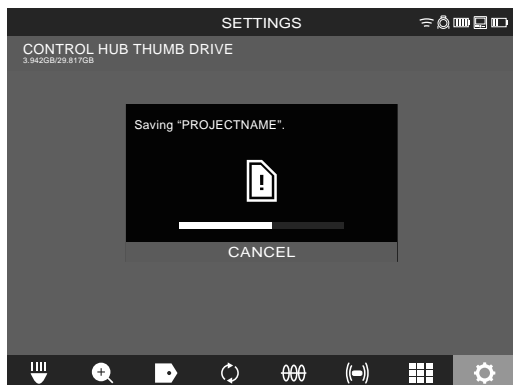 SETTINGS
CONTROL HUB THUMB DRIVE
3.942GB/29.817GB
Saving “PROJECTNAME”.
CANCEL